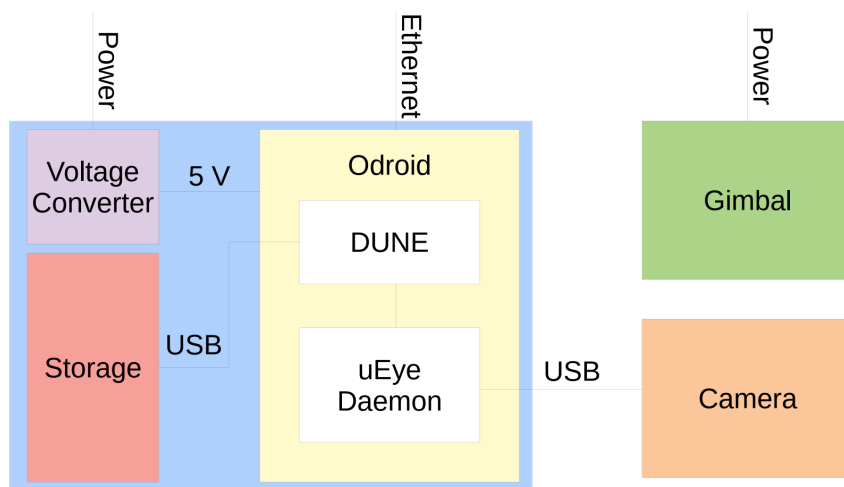 Power
Ethernet
Power
Voltage
Converter
5 V
Odroid
DUNE
Gimbal
Storage
USB
uEye
Daemon
USB
Camera